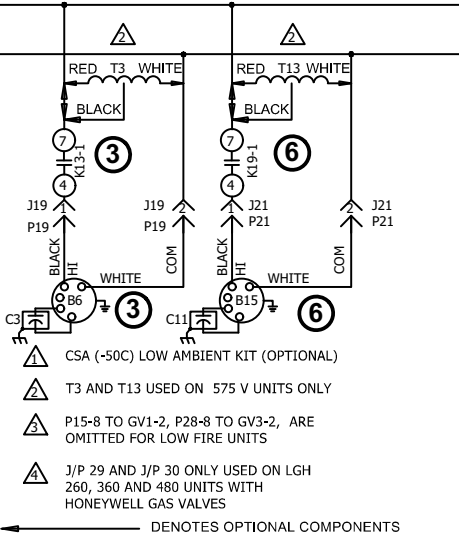 2 2
RED T3 WHITE RED T13 WHITE
BLACK BLACK
7 7
K13-1 3 K19-1 6
4 4
J19 1 2 J19 J21 1 2 J21
P19 P19 P21 P21
BLACK HI COM BLACK HI COM
WHITE WHITE
B6 3 B15 6
C3 C11
1 CSA (-50C) LOW AMBIENT KIT (OPTIONAL)
2 T3 AND T13 USED ON 575 V UNITS ONLY
3 P15-8 TO GV1-2, P28-8 TO GV3-2, ARE
OMITTED FOR LOW FIRE UNITS
4 J/P 29 AND J/P 30 ONLY USED ON LGH
260, 360 AND 480 UNITS WITH
HONEYWELL GAS VALVES
DENOTES OPTIONAL COMPONENTS